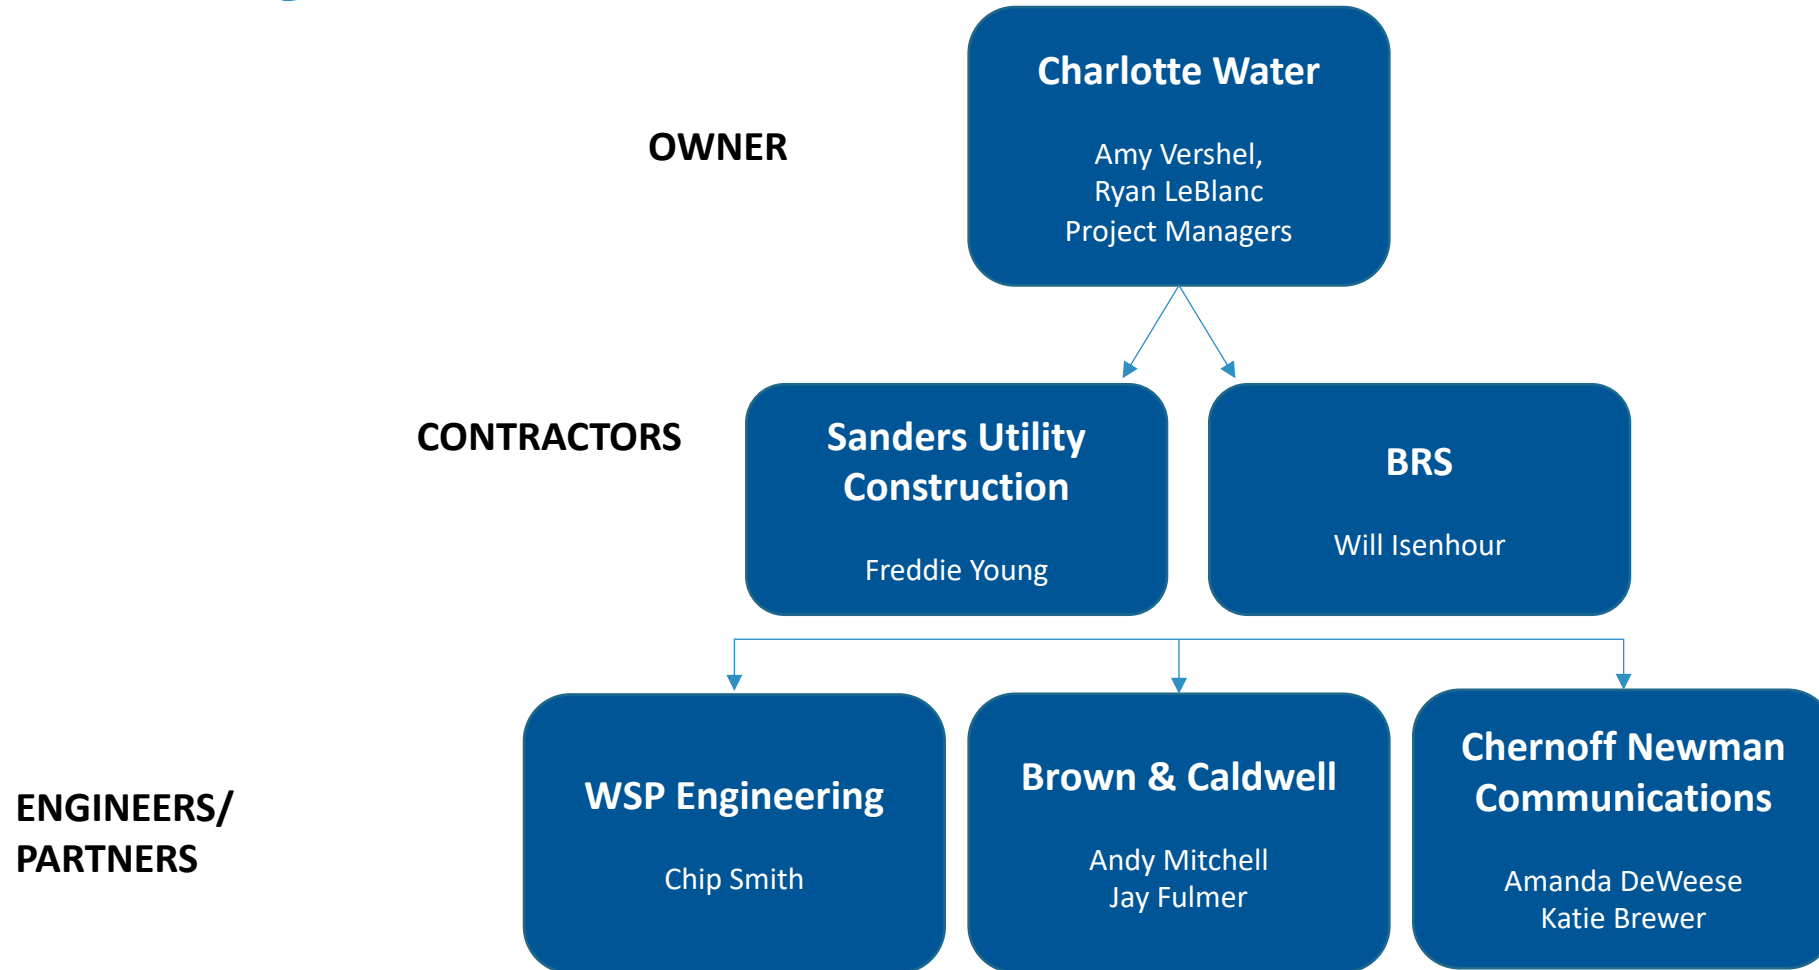 Charlotte Water
OWNER
Amy Vershel,
Ryan LeBlanc
Project Managers
CONTRACTORS
Sanders Utility
Construction
Freddie Young
BRS
Will Isenhour
ENGINEERS/
PARTNERS
WSP Engineering
Chip Smith
Brown & Caldwell
Andy Mitchell
Jay Fulmer
Chernoff Newman
Communications
Amanda DeWeese
Katie Brewer